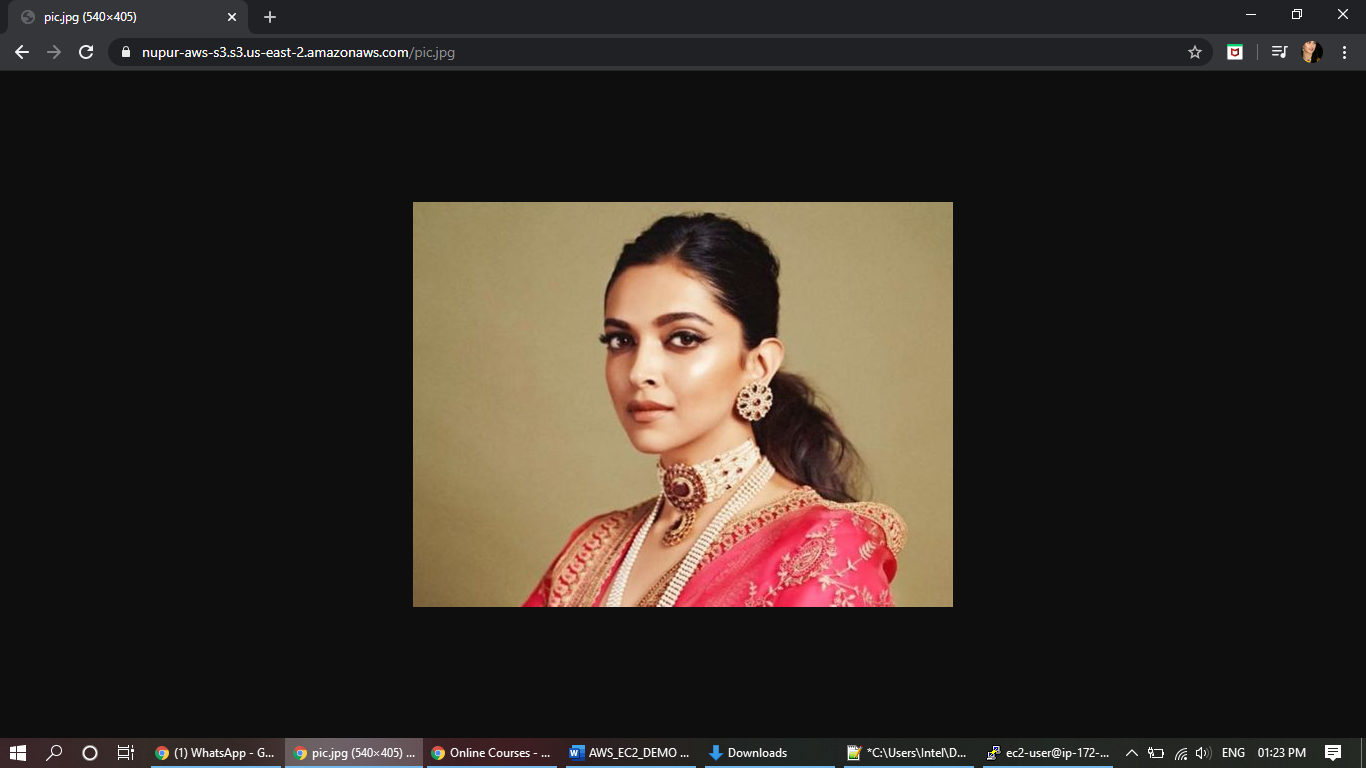 pic.jpg (540×405)
nupur-aws-s3.s3.us-east-2.amazonaws.com/pic.jpg
(1) WhatsApp - G...
pic.jpg (540×405) ...
Online Courses - ...
AWS_EC2_DEMO ...
Downloads
*C:\Users\Intel\D...
ec2-user@ip-172-...
ENG
01:23 PM